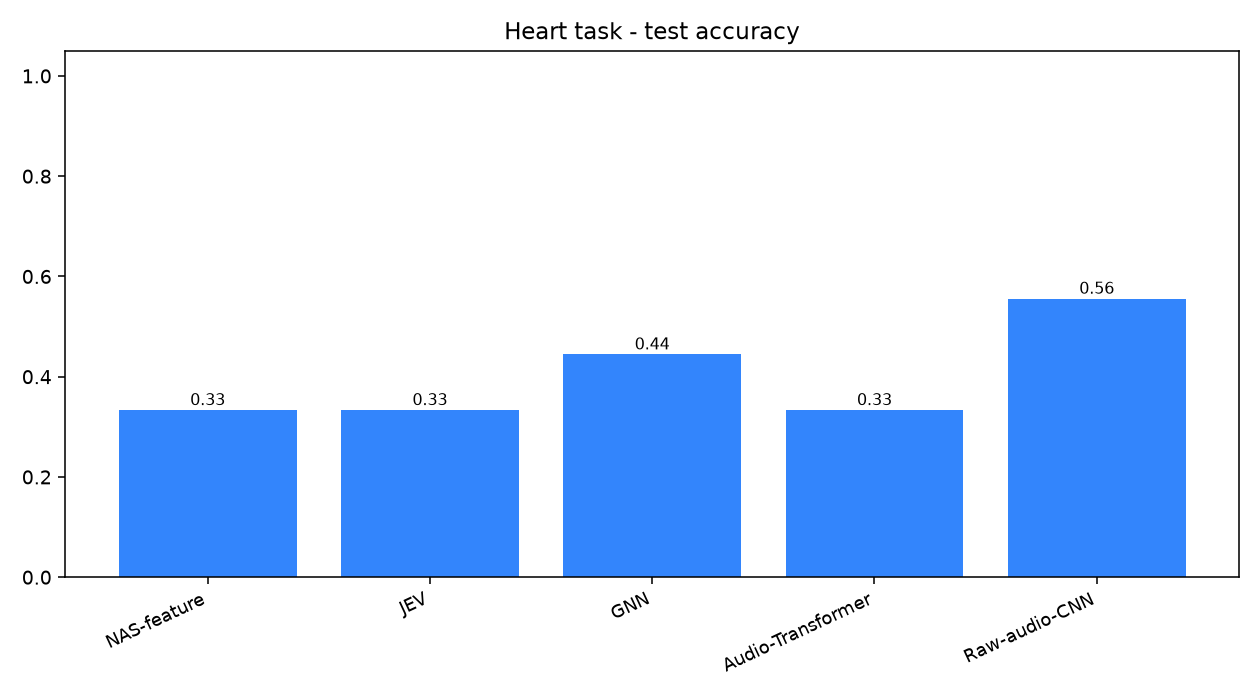 Heart task - test accuracy
1.0
0.8
0.6
0.4
0.2
0.0
0.33
0.33
0.44
0.33
0.56
NAS-feature
JEV
GNN
Audio-Transformer
Raw-audio-CNN